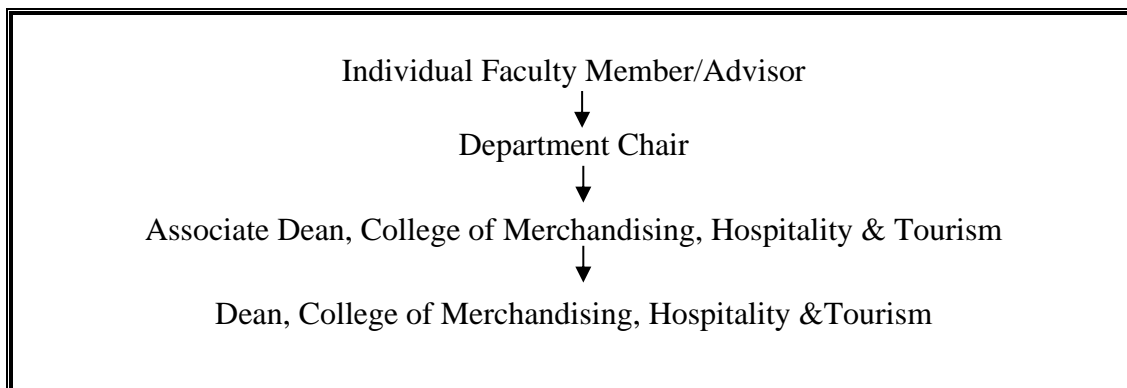 Individual Faculty Member/Advisor
Department Chair
Associate Dean, College of Merchandising, Hospitality & Tourism
Dean, College of Merchandising, Hospitality &Tourism